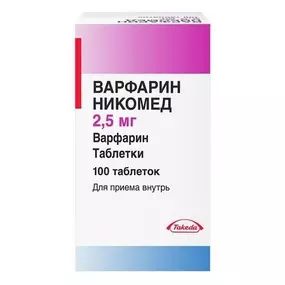 ВАРФАРИН
НИКОМЕД
2,5 мг
Варфарин
Таблетки
100 таблеток
Для приема внутрь
Takeda